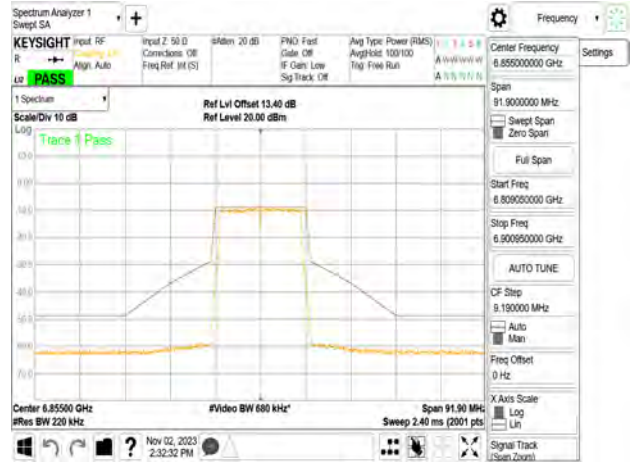 Spectrum Analyzer 1
Swept SA
+
Frequency
KEYSIGHT
Input: RF
Input Z: 50 Ω
#Atten: 20 dB
PNO: Fast
Avg Type: Power (RMS)
Align: Auto
Corrections: Off
Gate: Off
Avg|Hold: 100/100
Freq Ref: Int (S)
IF Gain: Low
Trig: Free Run
Sig Track: Off
PASS
Center Frequency
6.855000000 GHz
Settings
Span
91.9000000 MHz
Swept Span
Zero Span
Full Span
Start Freq
6.809050000 GHz
Stop Freq
6.900950000 GHz
AUTO TUNE
CF Step
9.190000 MHz
Auto
Man
Freq Offset
0 Hz
X Axis Scale
Log
Lin
Signal Track
(Span Zoom)
1 Spectrum
Scale/Div 10 dB
Ref Lvl Offset 13.40 dB
Ref Level 20.00 dBm
Log
Trace 1 Pass
Center 6.85500 GHz
#Video BW 680 kHz*
Span 91.90 MHz
#Res BW 220 kHz
Sweep 2.40 ms (2001 pts)
?
Nov 02, 2023
2:32:32 PM